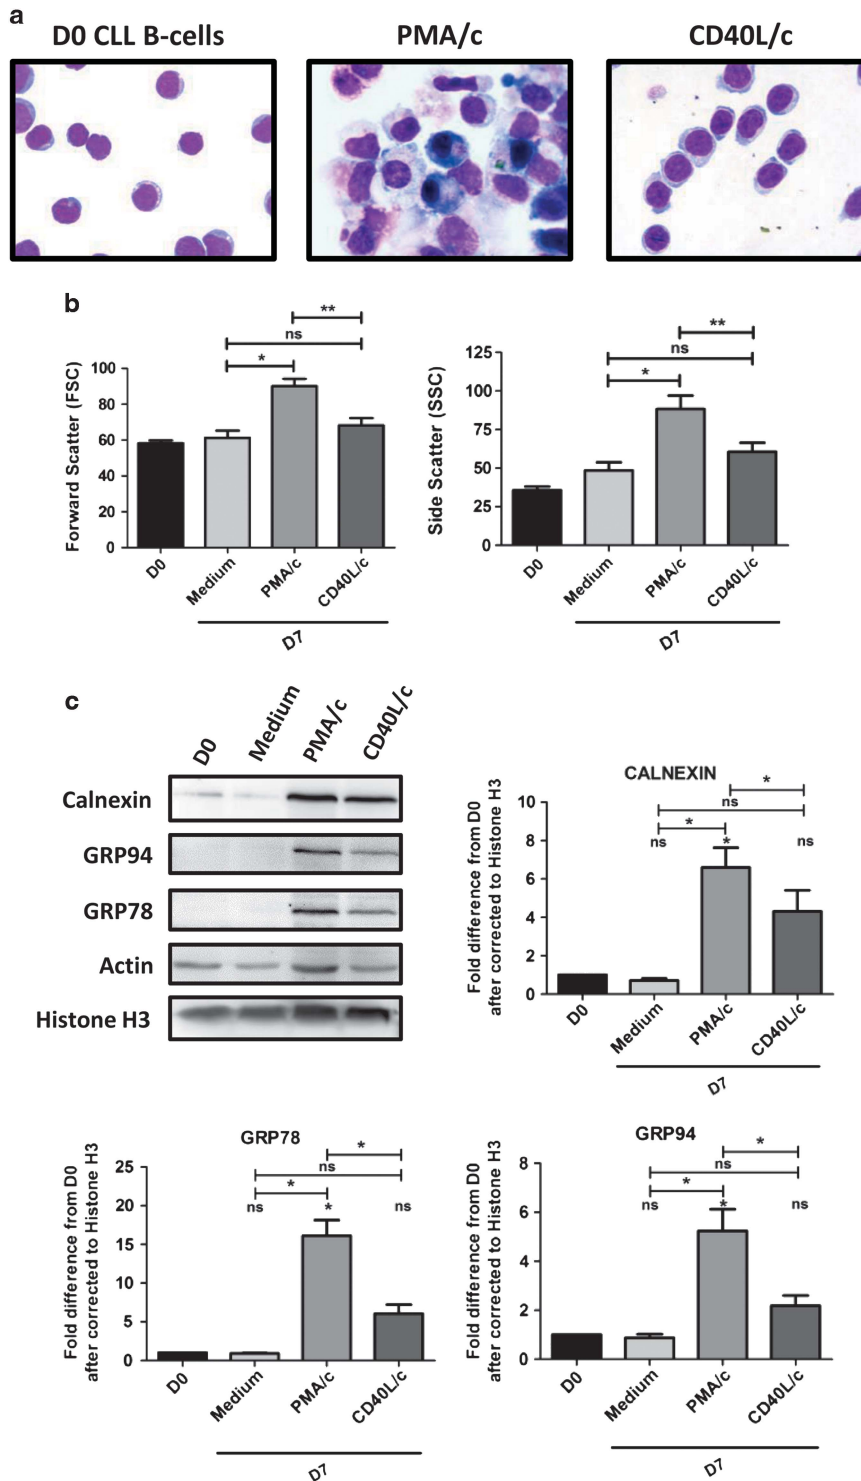 a
D0 CLL B-cells
PMA/c
CD40L/c
b
Forward Scatter (FSC)
100
80
60
40
20
0
**
ns
*
D0
Medium
PMA/c
CD40L/c
D7
Side Scatter (SSC)
125
100
75
50
25
0
**
ns
*
D0
Medium
PMA/c
CD40L/c
D7
c
D0
Medium
PMA/c
CD40L/c
Calnexin
GRP94
GRP78
Actin
Histone H3
CALNEXIN
Fold difference from D0
after corrected to Histone H3
10
8
6
4
2
0
*
ns
*
ns
*
ns
D0
Medium
PMA/c
CD40L/c
D7
GRP78
Fold difference from D0
after corrected to Histone H3
25
20
15
10
5
0
*
ns
*
ns
*
ns
D0
Medium
PMA/c
CD40L/c
D7
GRP94
Fold difference from D0
after corrected to Histone H3
8
6
4
2
0
*
ns
*
ns
*
ns
D0
Medium
PMA/c
CD40L/c
D7